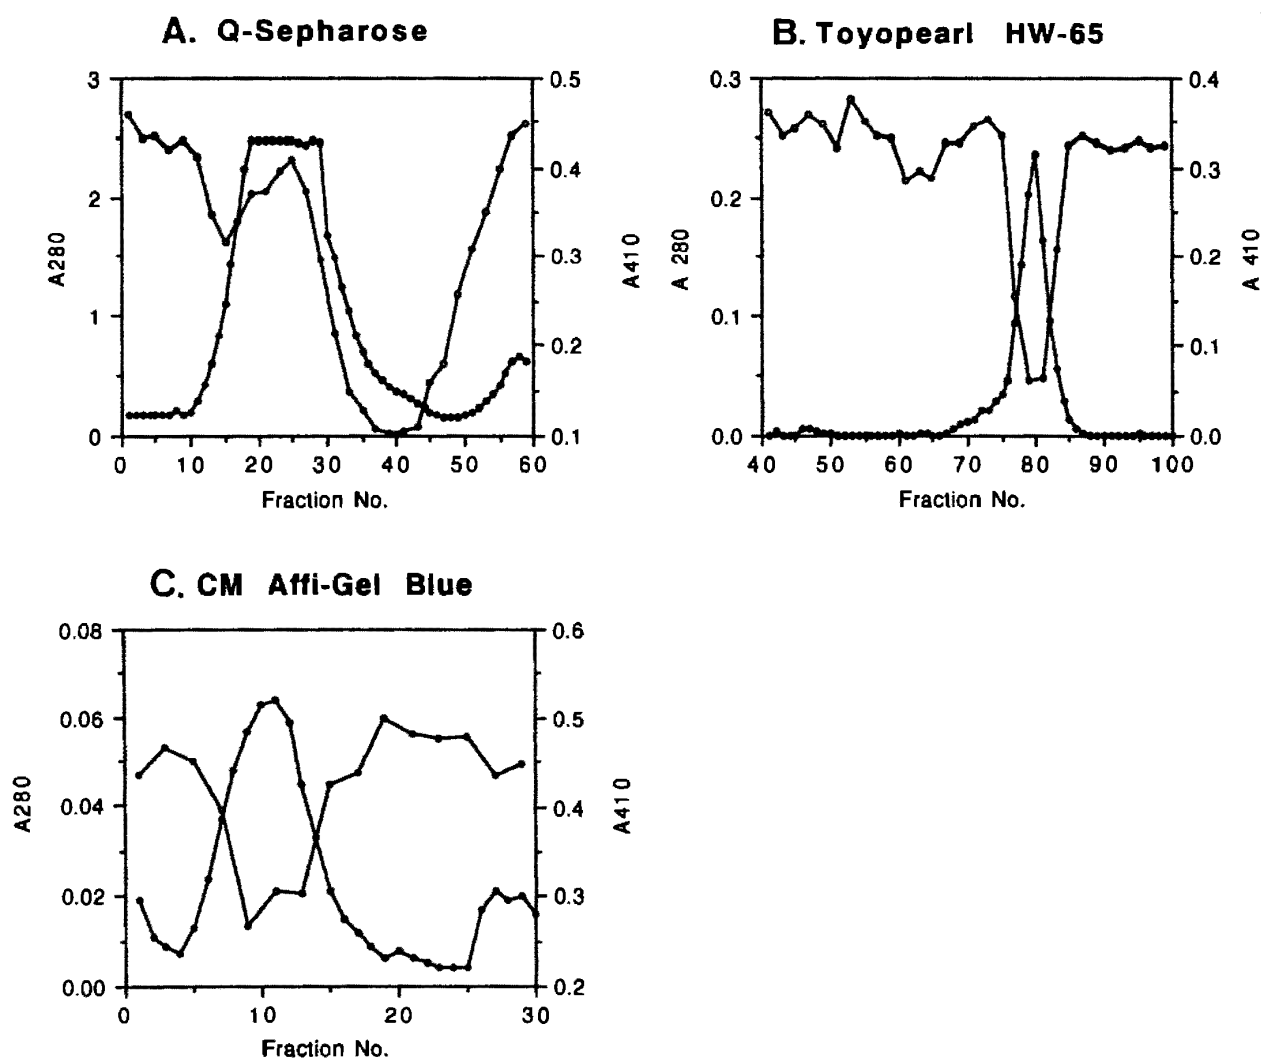 A. Q-Sepharose
B. Toyopearl HW-65
3
2
1
0
A280
0.5
0.4
0.3
0.2
0.1
A410
0 10 20 30 40 50 60
Fraction No.
0.3
0.2
0.1
0.0
A 280
0.4
0.3
0.2
0.1
0.0
A 410
40 50 60 70 80 90 100
Fraction No.
C. CM Affi-Gel Blue
0.08
0.06
0.04
0.02
0.00
A280
0.6
0.5
0.4
0.3
0.2
A410
0 10 20 30
Fraction No.